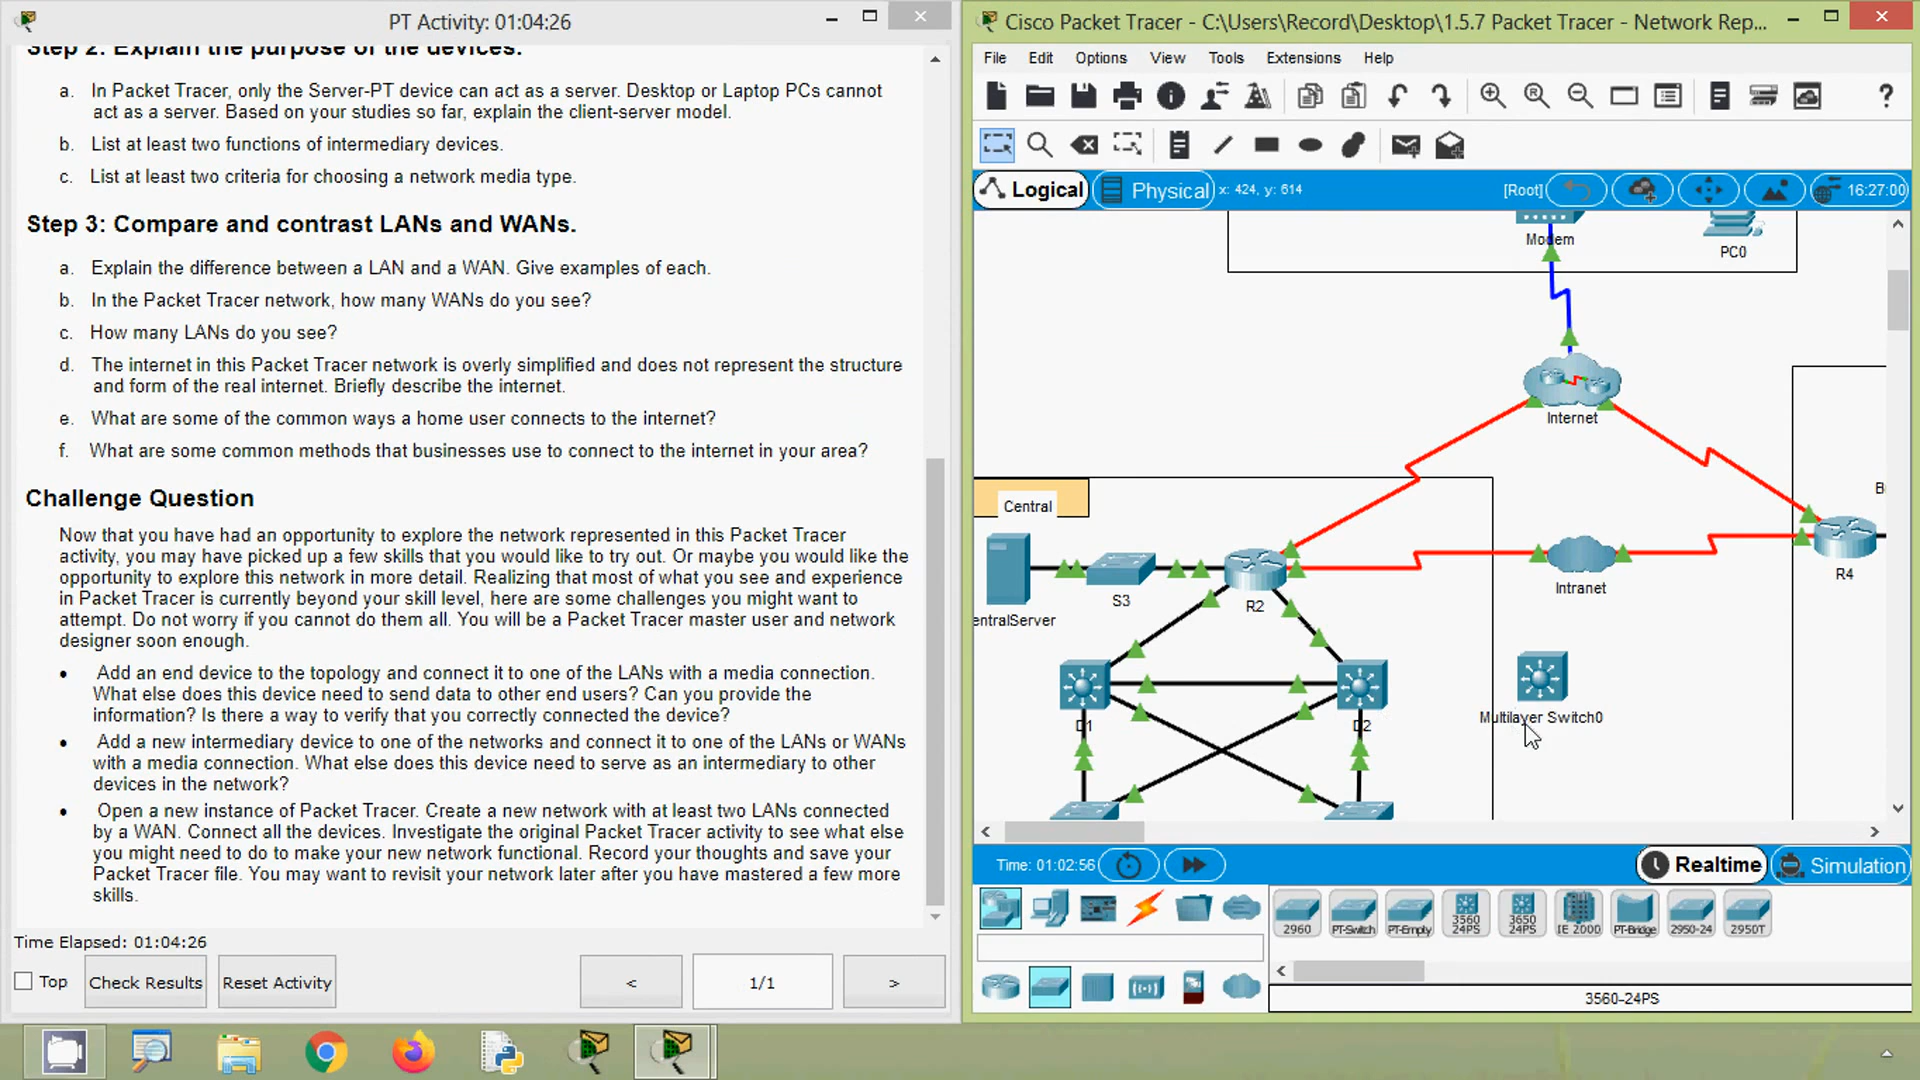 PT Activity: 01:04:26
Step 2: Explain the purpose of the devices.
a. In Packet Tracer, only the Server-PT device can act as a server. Desktop or Laptop PCs cannot
act as a server. Based on your studies so far, explain the client-server model.
b. List at least two functions of intermediary devices.
c. List at least two criteria for choosing a network media type.
Step 3: Compare and contrast LANs and WANs.
a. Explain the difference between a LAN and a WAN. Give examples of each.
b. In the Packet Tracer network, how many WANs do you see?
c. How many LANs do you see?
d. The internet in this Packet Tracer network is overly simplified and does not represent the structure
and form of the real internet. Briefly describe the internet.
e. What are some of the common ways a home user connects to the internet?
f. What are some common methods that businesses use to connect to the internet in your area?
Challenge Question
Now that you have had an opportunity to explore the network represented in this Packet Tracer
activity, you may have picked up a few skills that you would like to try out. Or maybe you would like the
opportunity to explore this network in more detail. Realizing that most of what you see and experience
in Packet Tracer is currently beyond your skill level, here are some challenges you might want to
attempt. Do not worry if you cannot do them all. You will be a Packet Tracer master user and network
designer soon enough.
• Add an end device to the topology and connect it to one of the LANs with a media connection.
What else does this device need to send data to other end users? Can you provide the
information? Is there a way to verify that you correctly connected the device?
• Add a new intermediary device to one of the networks and connect it to one of the LANs or WANs
with a media connection. What else does this device need to serve as an intermediary to other
devices in the network?
• Open a new instance of Packet Tracer. Create a new network with at least two LANs connected
by a WAN. Connect all the devices. Investigate the original Packet Tracer activity to see what else
you might need to do to make your new network functional. Record your thoughts and save your
Packet Tracer file. You may want to revisit your network later after you have mastered a few more
skills.
Time Elapsed: 01:04:26
Top
Check Results
Reset Activity
<
1/1
>
Cisco Packet Tracer - C:\Users\Record\Desktop\1.5.7 Packet Tracer - Network Rep...
File Edit Options View Tools Extensions Help
Logical
Physical
x: 424, y: 614
[Root]
16:27:00
Modem
PC0
Internet
Central
S3
R2
Intranet
R4
entralServer
D1
D2
Multilayer Switch0
Time: 01:02:56
Realtime
Simulation
2960
PT-Switch
PT-Empty
3560
24PS
3650
24PS
IE 2000
PT-Bridge
2950-24
2950T
3560-24PS